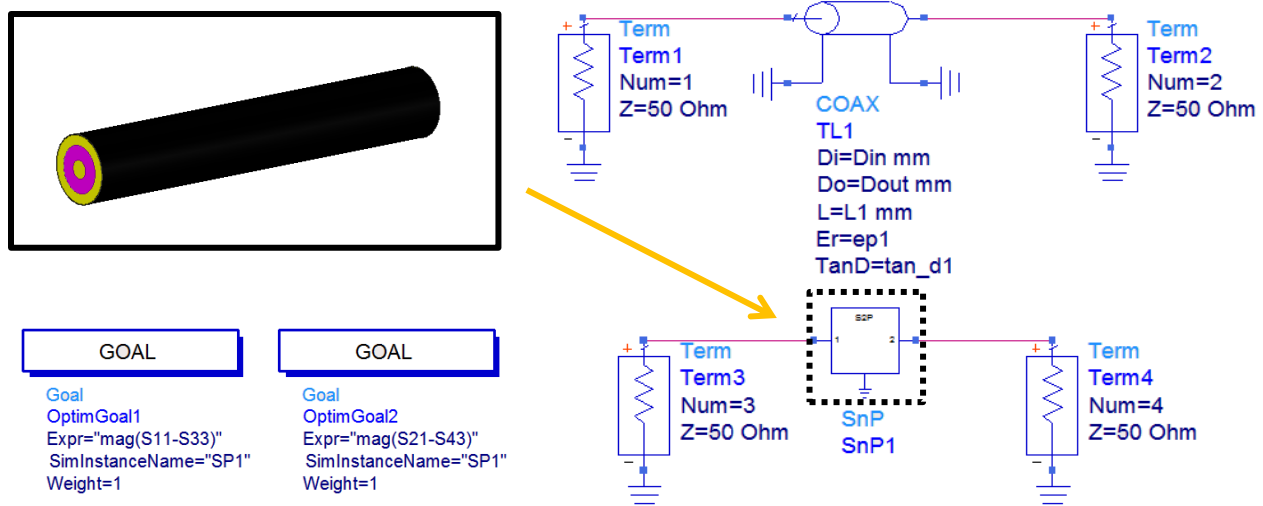 +
Term
Term1
Num=1
Z=50 Ohm
-
COAX
TL1
Di=Din mm
Do=Dout mm
L=L1 mm
Er=ep1
TanD=tan_d1
+
Term
Term2
Num=2
Z=50 Ohm
-
GOAL
Goal
OptimGoal1
Expr="mag(S11-S33)"
SimInstanceName="SP1"
Weight=1
GOAL
Goal
OptimGoal2
Expr="mag(S21-S43)"
SimInstanceName="SP1"
Weight=1
+
Term
Term3
Num=3
Z=50 Ohm
-
S2P
1
2
SnP
SnP1
+
Term
Term4
Num=4
Z=50 Ohm
-